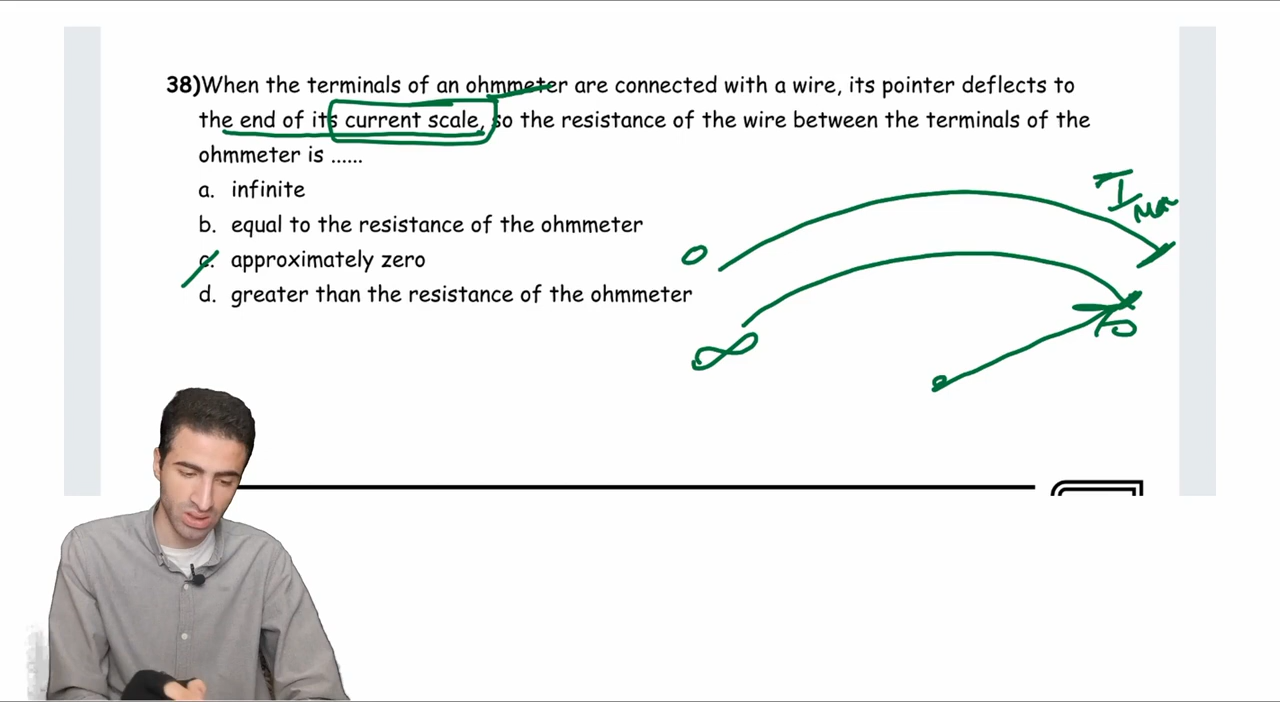 38)When the terminals of an ohmmeter are connected with a wire, its pointer deflects to
the end of its current scale, so the resistance of the wire between the terminals of the
ohmmeter is ......
a. infinite
b. equal to the resistance of the ohmmeter
c. approximately zero
d. greater than the resistance of the ohmmeter
I
0
∞